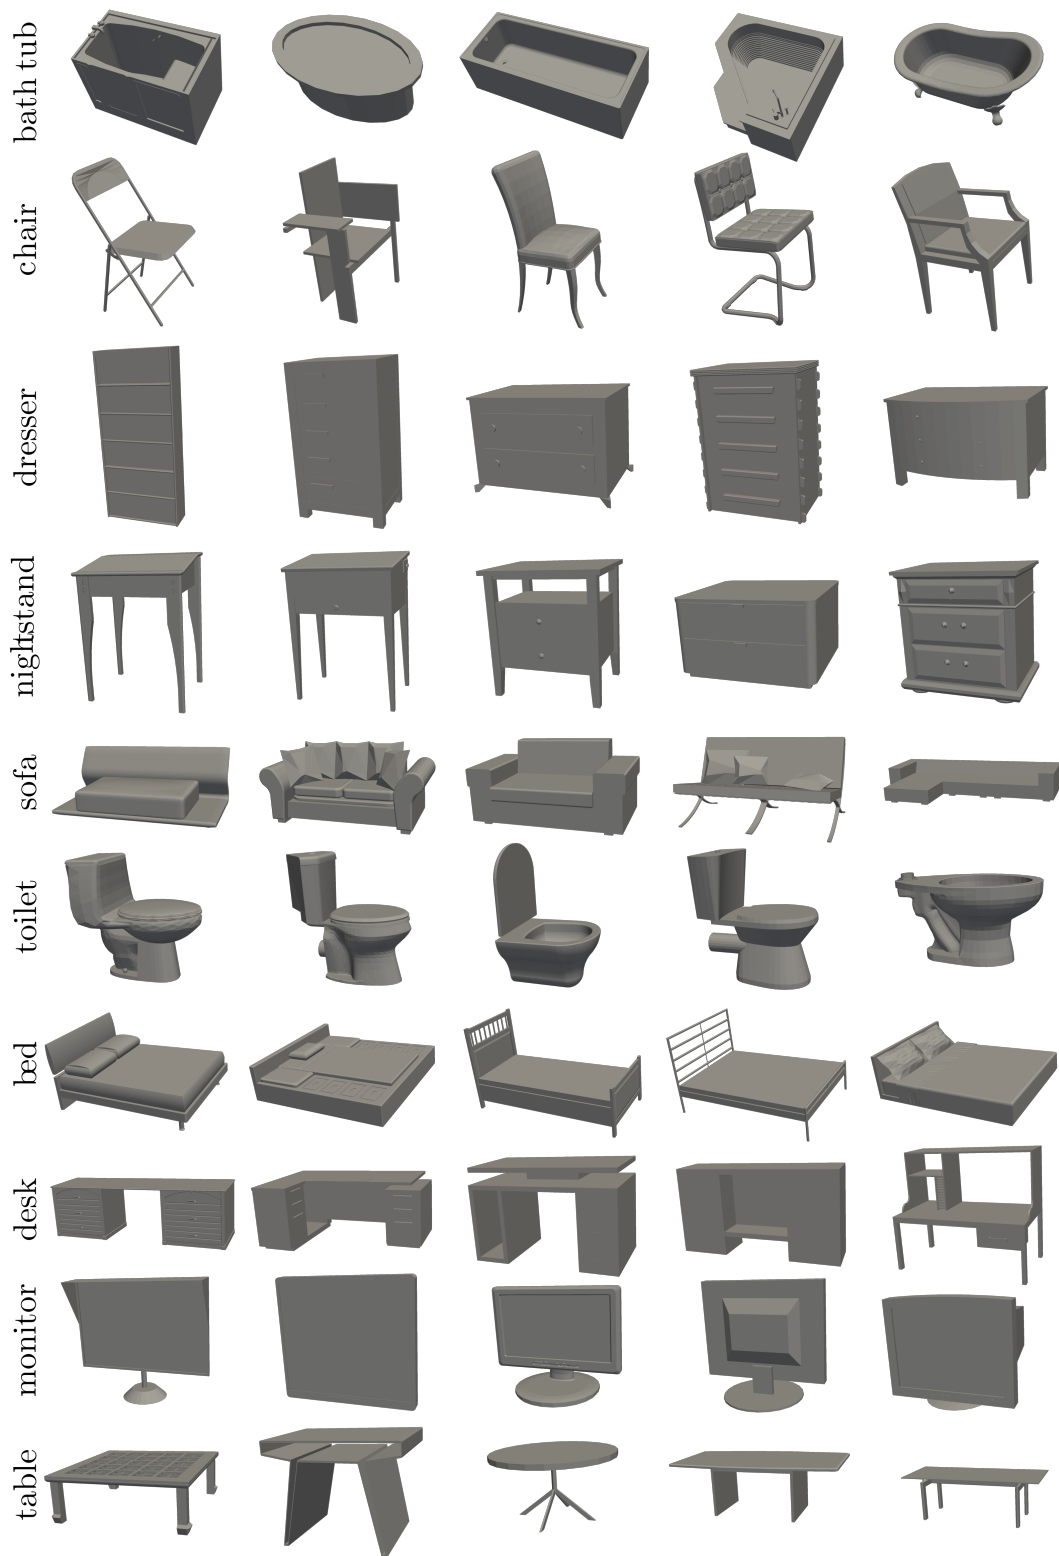 bath tub
chair
dresser
nightstand
sofa
toilet
bed
desk
monitor
table